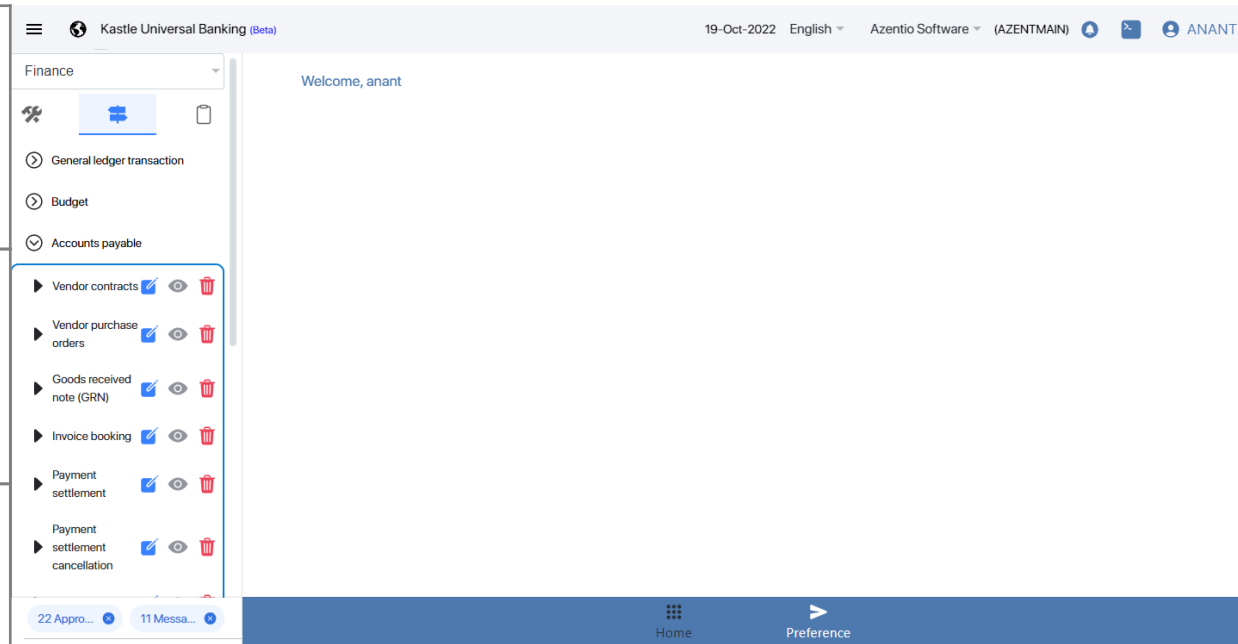 Kastle Universal Banking (Beta)
19-Oct-2022 English Azentio Software (AZENTMAIN) ANANT
Finance
Welcome, anant
General ledger transaction
Budget
Accounts payable
Vendor contracts
Vendor purchase
orders
Goods received
note (GRN)
Invoice booking
Payment
settlement
Payment
settlement
cancellation
22 Appro... 11 Messa...
Home Preference